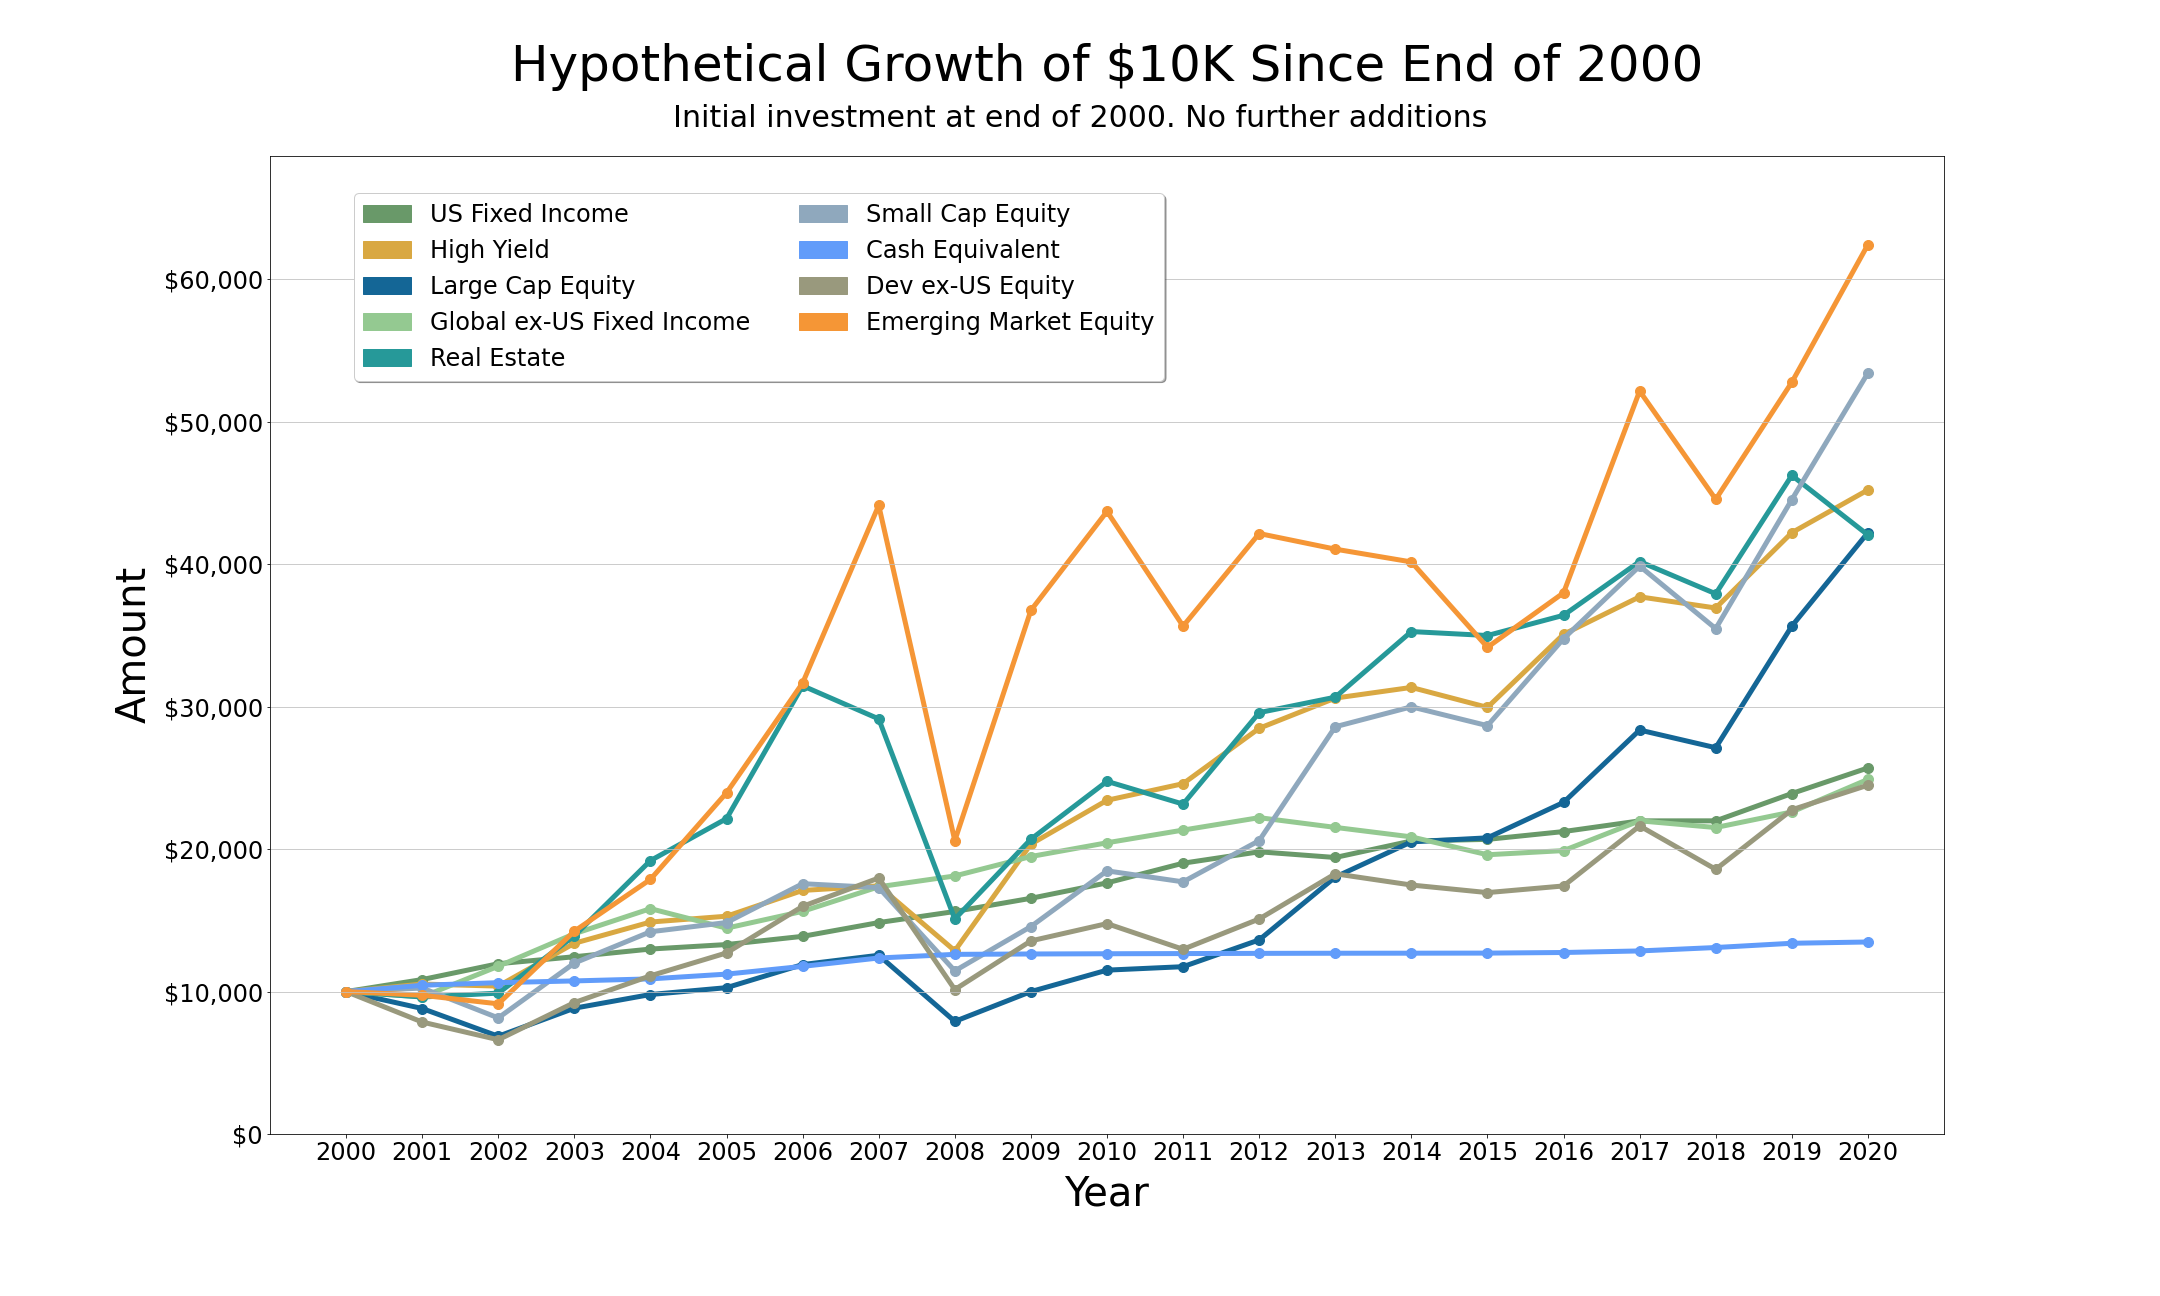 Hypothetical Growth of $10K Since End of 2000
Initial investment at end of 2000. No further additions
US Fixed Income
High Yield
Large Cap Equity
Global ex-US Fixed Income
Real Estate
Small Cap Equity
Cash Equivalent
Dev ex-US Equity
Emerging Market Equity
Amount
$60,000
$50,000
$40,000
$30,000
$20,000
$10,000
$0
2000 2001 2002 2003 2004 2005 2006 2007 2008 2009 2010 2011 2012 2013 2014 2015 2016 2017 2018 2019 2020
Year